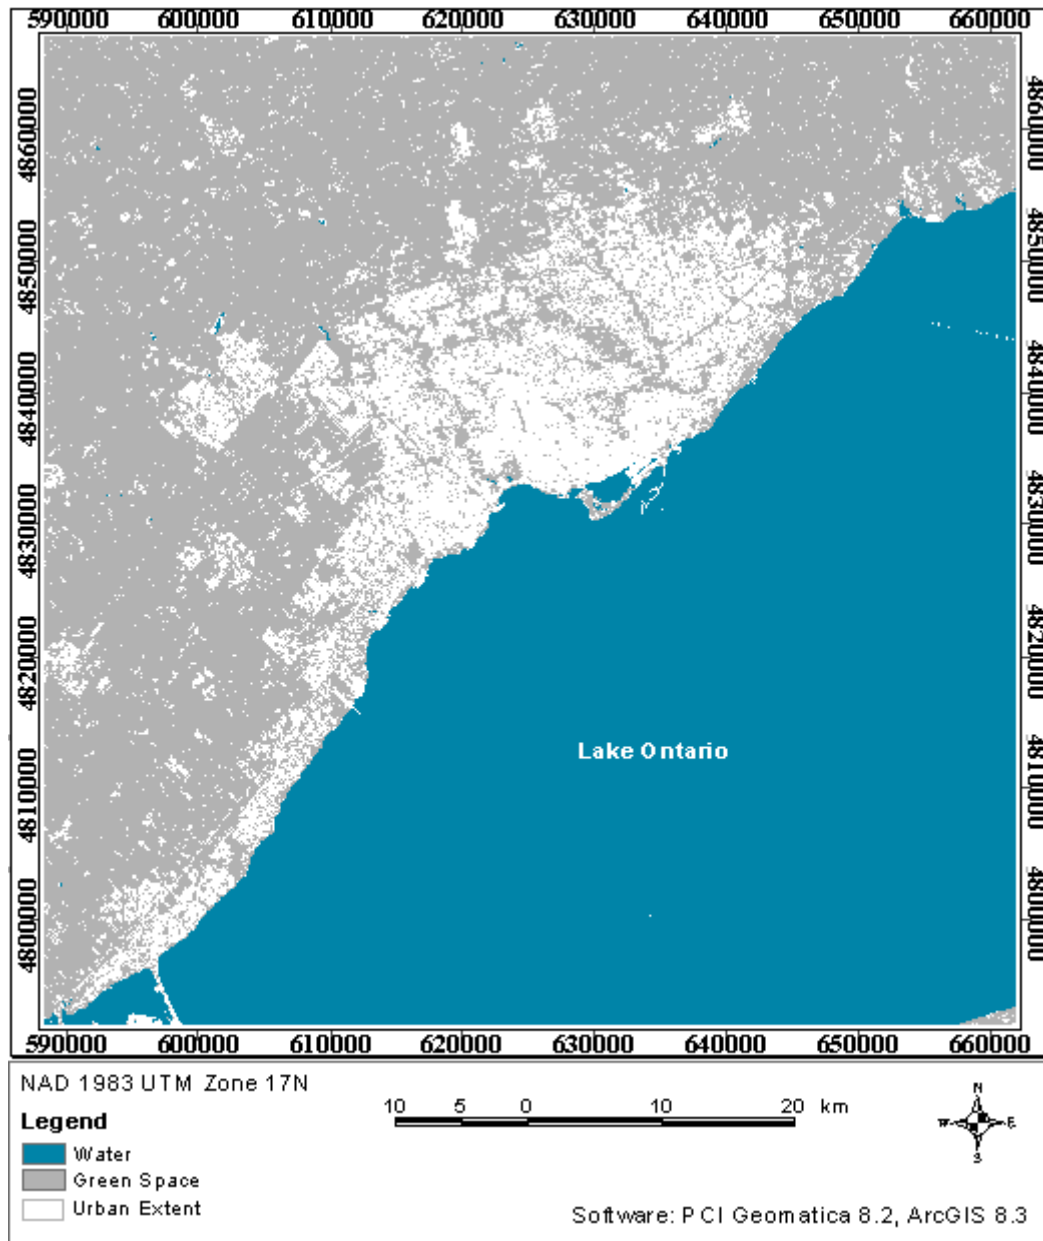 590000 600000 610000 620000 630000 640000 650000 660000
4860000
4850000
4840000
4830000
4820000
4810000
4800000
4860000
4850000
4840000
4830000
4820000
4810000
4800000
Lake Ontario
590000 600000 610000 620000 630000 640000 650000 660000
NAD 1983 UTM Zone 17N
10 5 0 10 20 km
N
W E
S
Legend
Water
Green Space
Urban Extent
Software: PCI Geomatica 8.2, ArcGIS 8.3